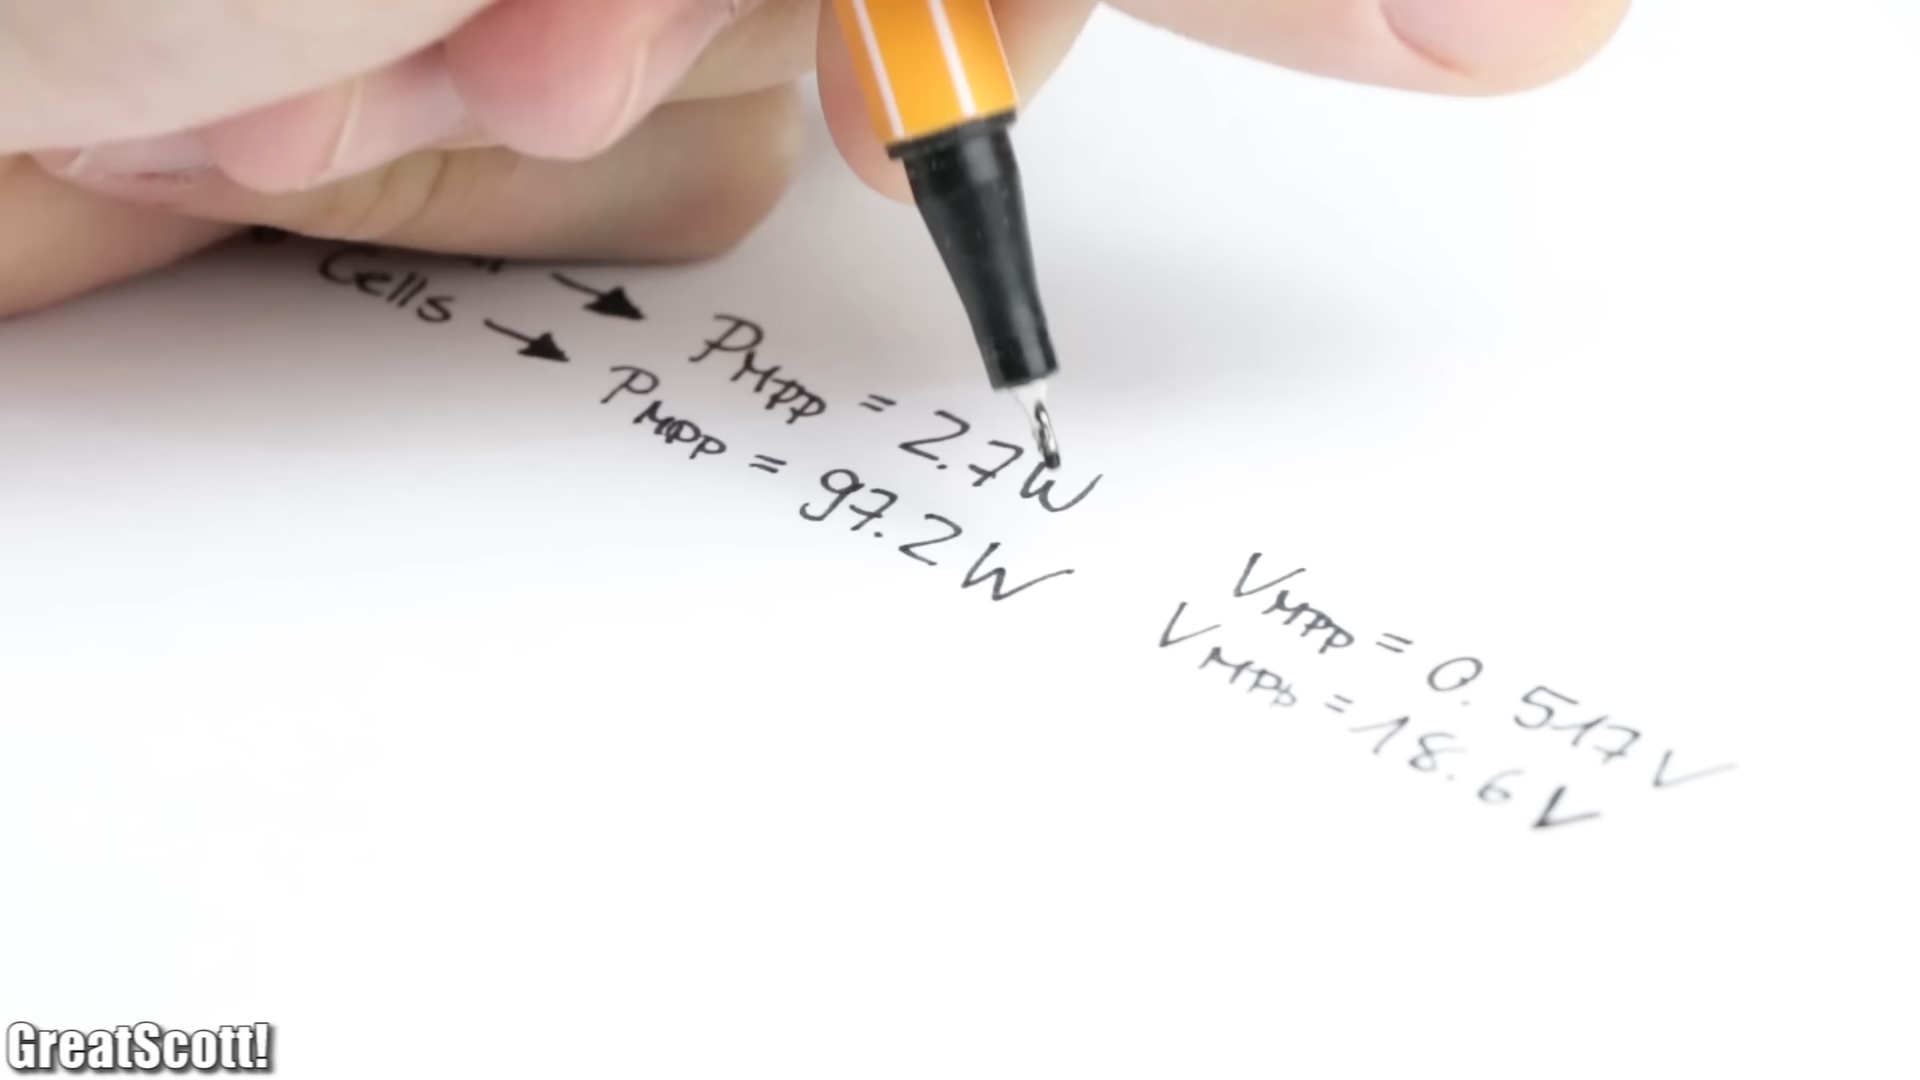 → PMPP = 2.7W VMPP = 0.517V
Cells → PMPP = 97.2W VMPP = 18.6V
GreatScott!